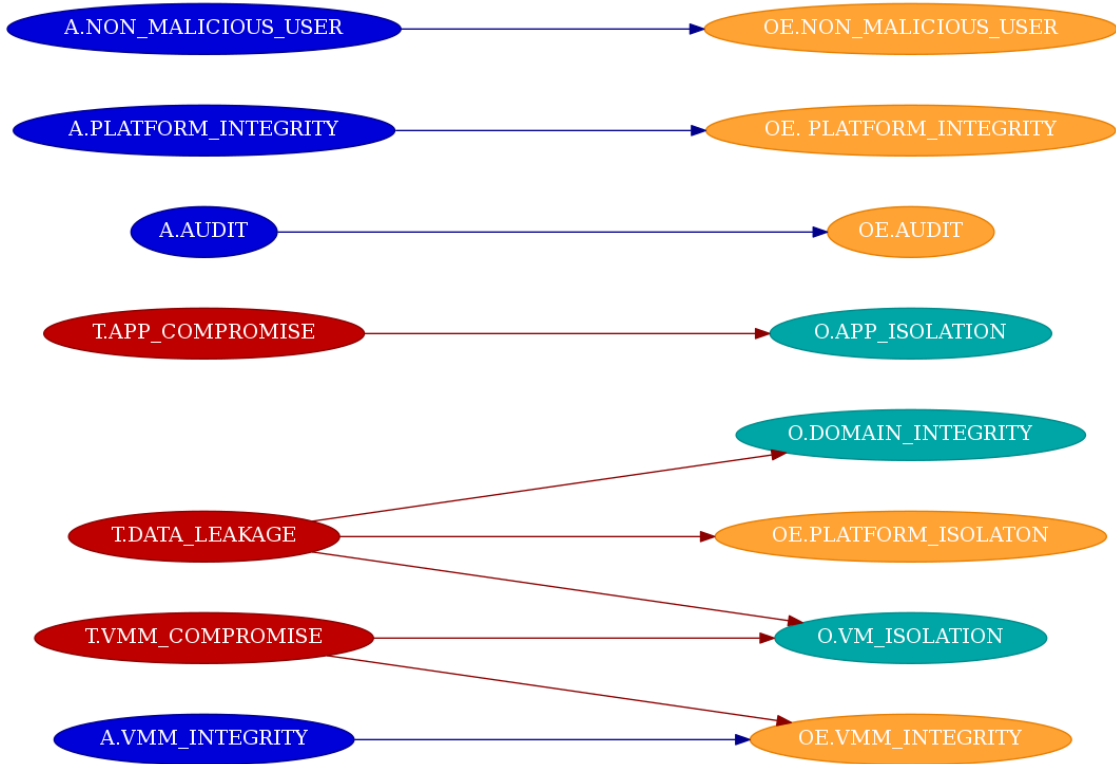 A.NON_MALICIOUS_USER
OE.NON_MALICIOUS_USER
A.PLATFORM_INTEGRITY
OE. PLATFORM_INTEGRITY
A.AUDIT
OE.AUDIT
T.APP_COMPROMISE
O.APP_ISOLATION
O.DOMAIN_INTEGRITY
T.DATA_LEAKAGE
OE.PLATFORM_ISOLATON
T.VMM_COMPROMISE
O.VM_ISOLATION
A.VMM_INTEGRITY
OE.VMM_INTEGRITY